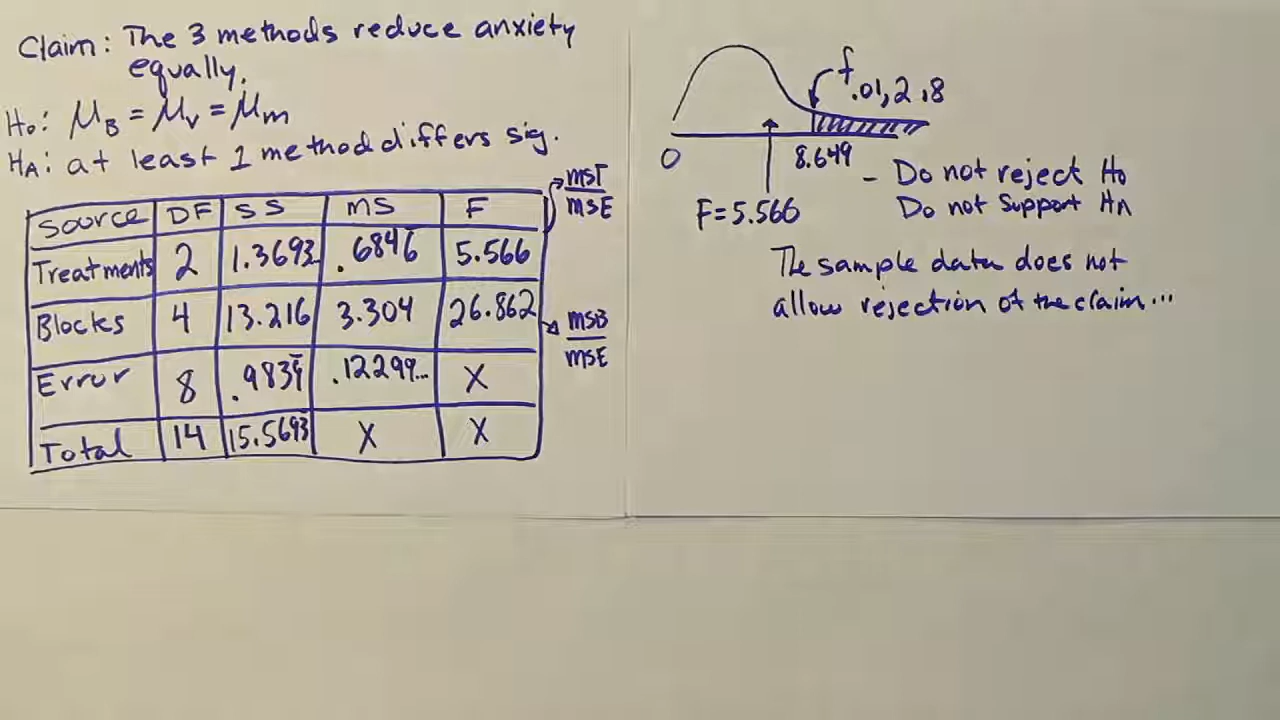 Claim: The 3 methods reduce anxiety
equally.
H₀: μB = μV = μm
HA: at least 1 method differs sig.
Source DF SS MS F
Treatments 2 1.3693 .6846 5.566
Blocks 4 13.216 3.304 26.862
Error 8 .9839 .12299... X
Total 14 15.5693 X X
MST
MSE
MSB
MSE
f.01,2,8
0
8.649
F=5.566
- Do not reject H₀
Do not Support HA
The sample data does not
allow rejection of the claim...